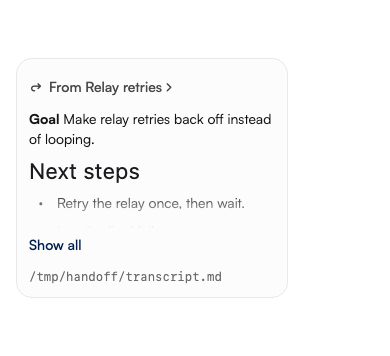 From Relay retries
Goal Make relay retries back off instead
of looping.
Next steps
• Retry the relay once, then wait.
Show all
/tmp/handoff/transcript.md